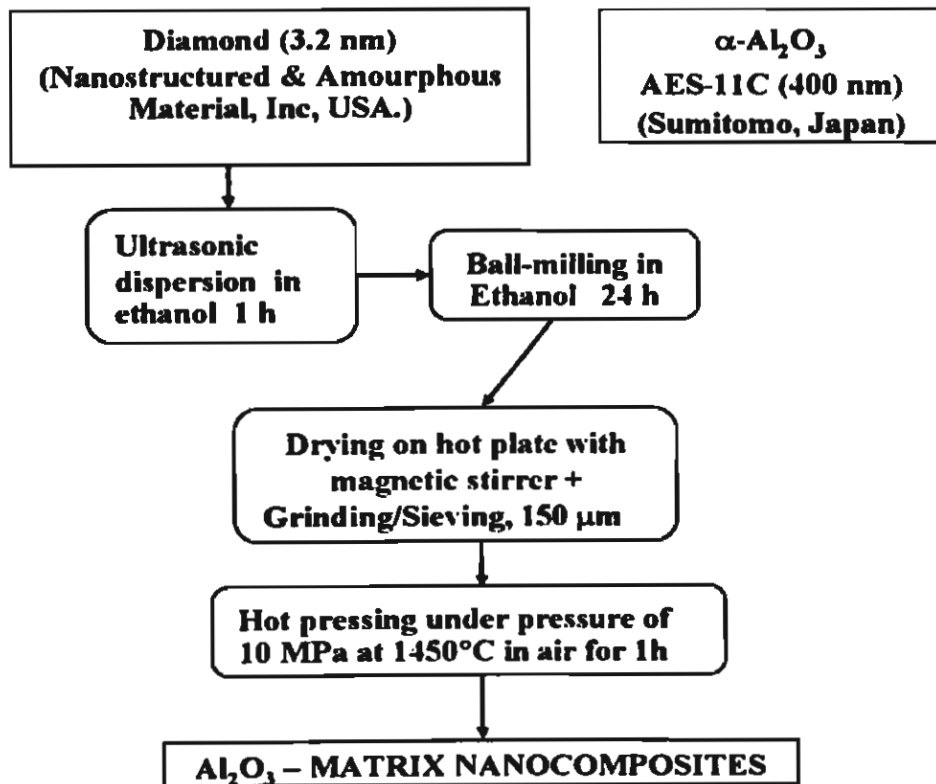 Diamond (3.2 nm)
(Nanostructured & Amourphous
Material, Inc, USA.)
α-Al₂O₃
AES-11C (400 nm)
(Sumitomo, Japan)
Ultrasonic
dispersion in
ethanol 1 h
Ball-milling in
Ethanol 24 h
Drying on hot plate with
magnetic stirrer +
Grinding/Sieving, 150 μm
Hot pressing under pressure of
10 MPa at 1450°C in air for 1h
Al₂O₃ – MATRIX NANOCOMPOSITES